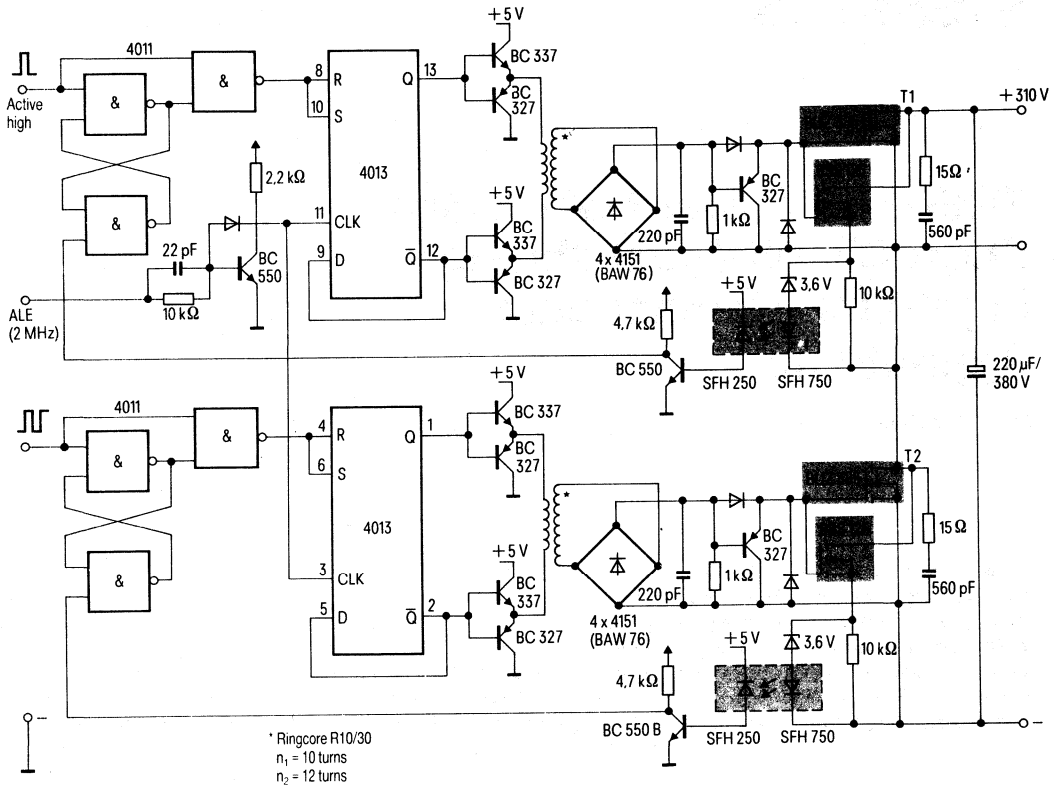 +5 V
4011
BC 337
&
8
R
Q
13
BC
327
Active
high
&
10
S
T1
+310 V
*
2,2 kΩ
4013
+5 V
15Ω
&
BC
327
1kΩ
560 pF
11
CLK
BC
337
22 pF
BC
550
9
D
Q
12
BC 327
220 pF
4 x 4151
(BAW 76)
ALE
(2 MHz)
10 kΩ
+5 V
3,6 V
10 kΩ
4,7 kΩ
BC 550
SFH 250
SFH 750
220 μF/
380 V
+5 V
4011
BC 337
&
4
R
Q
1
BC
327
&
6
S
T2
*
4013
15 Ω
+5 V
BC
327
&
3
CLK
BC
337
1kΩ
560 pF
220 pF
5
D
Q
2
BC 327
4 x 4151
(BAW 76)
+5 V
3,6 V
10 kΩ
4,7 kΩ
–
BC 550 B
SFH 250
SFH 750
–
* Ringcore R10/30
n1 = 10 turns
n2 = 12 turns